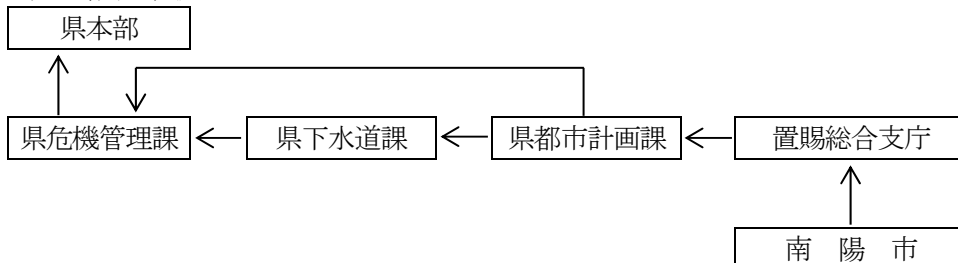 県本部
県危機管理課
県下水道課
県都市計画課
置賜総合支庁
南 陽 市